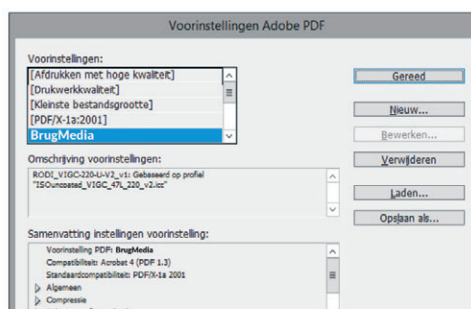 Voorinstellingen Adobe PDF
Voorinstellingen:
[Afdrukken met hoge kwaliteit]
[Drukwerkkwaliteit]
[Kleinste bestandsgrootte]
[PDF/X-1a:2001]
BrugMedia
Gereed
Nieuw...
Bewerken...
Verwijderen
Laden...
Opslaan als...
Omschrijving voorinstellingen:
RODI_VIGC-220-U-V2_v1: Gebaseerd op profiel
"ISOuncoated_VIGC_47L_220_v2.icc"
Samenvatting instellingen voorinstelling:
Voorinstelling PDF: BrugMedia
Compatibiliteit: Acrobat 4 (PDF 1.3)
Standaardcompatibiliteit: PDF/X-1a 2001
Algemeen
Compressie